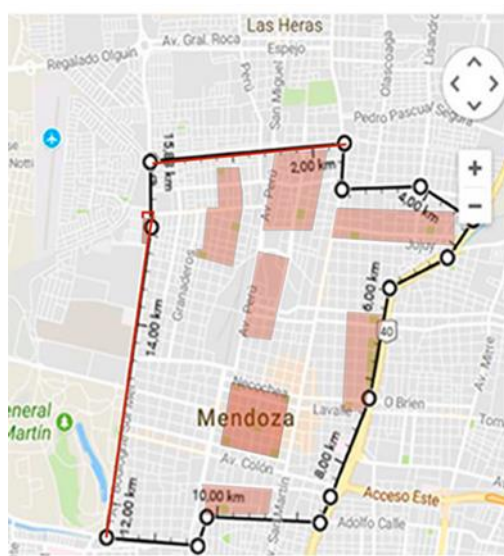 Las Heras
Av. Gral. Roca
Espejo
Regalado Olguin
Perú
San Miguel
Olascoaga
Lisandro
Pedro Pascual Segura
Notti
2,00 km
4,00 km
Jujuy
Av. Perú
Granaderos
6,00 km
14,00 km
Av. Perú
40
Av. Mitre
Necochea
Mendoza
Lavalle
O Brien
General
Martín
Av. Colón
8,00 km
10,00 km
Av. San Martín
Acceso Este
12,00 km
Adolfo Calle